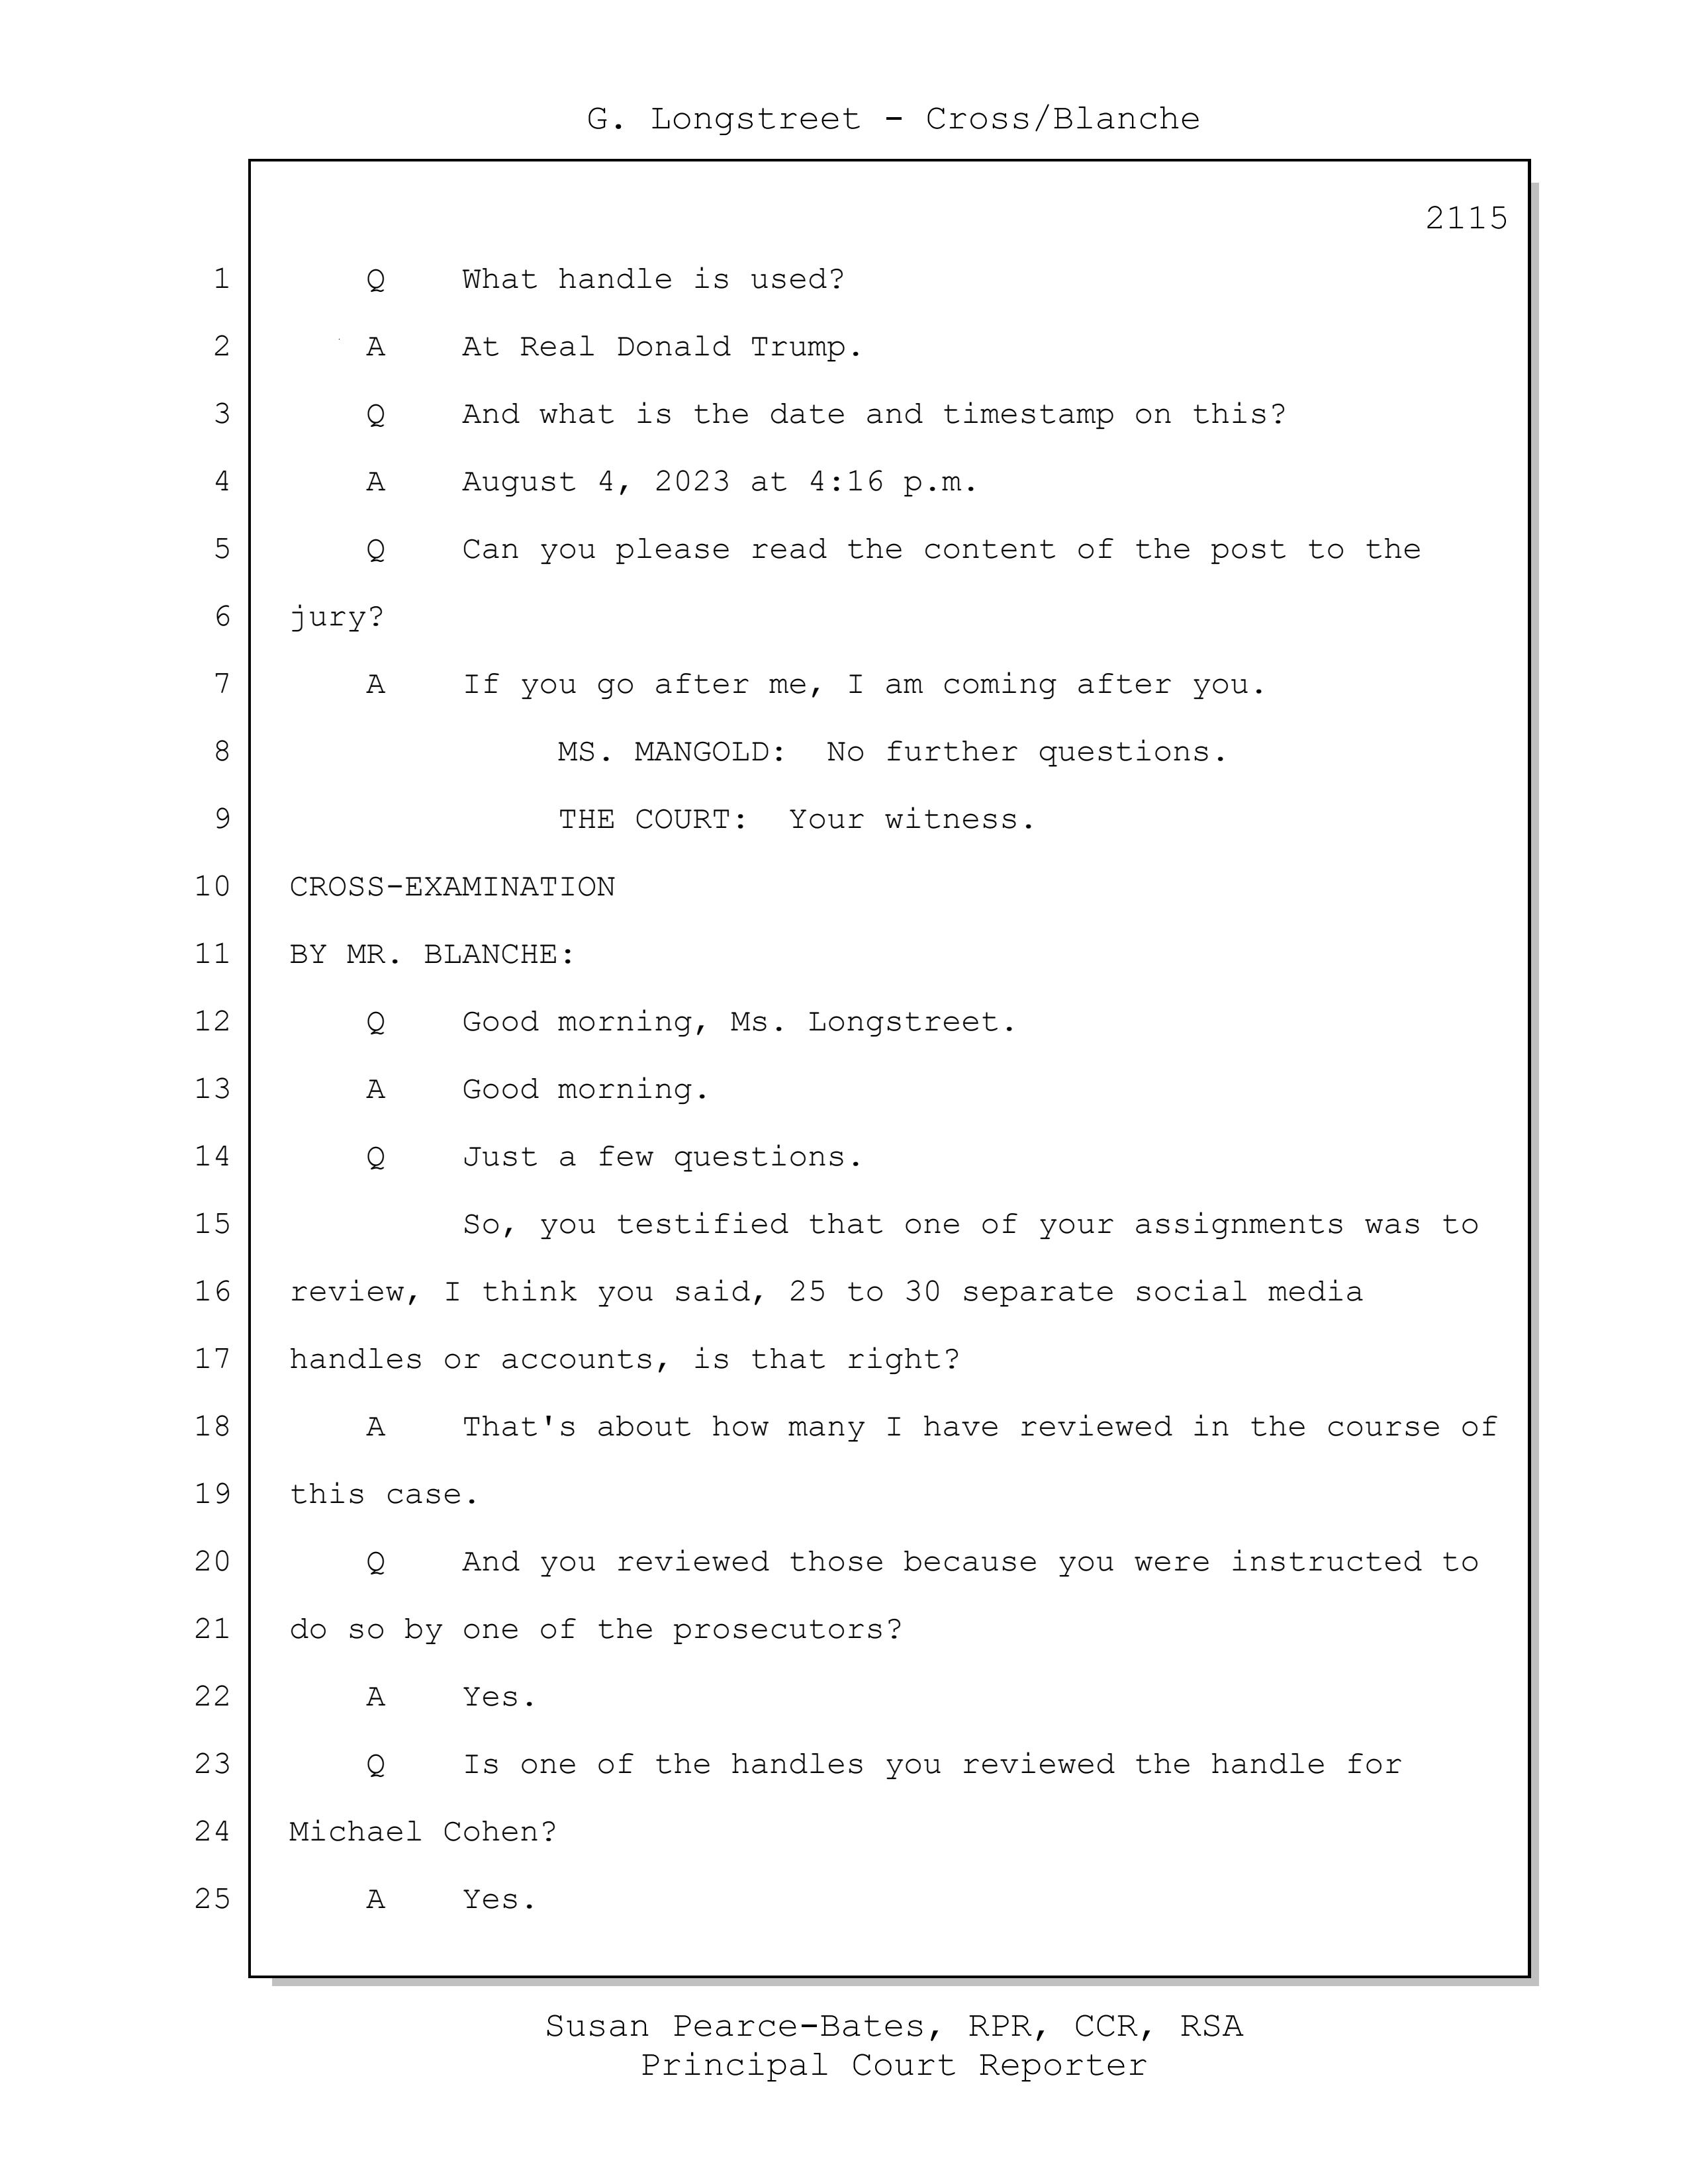 G. Longstreet - Cross/Blanche
2115
1 Q What handle is used?
2 A At Real Donald Trump.
3 Q And what is the date and timestamp on this?
4 A August 4, 2023 at 4:16 p.m.
5 Q Can you please read the content of the post to the
6 jury?
7 A If you go after me, I am coming after you.
8 MS. MANGOLD: No further questions.
9 THE COURT: Your witness.
10 CROSS-EXAMINATION
11 BY MR. BLANCHE:
12 Q Good morning, Ms. Longstreet.
13 A Good morning.
14 Q Just a few questions.
15 So, you testified that one of your assignments was to
16 review, I think you said, 25 to 30 separate social media
17 handles or accounts, is that right?
18 A That's about how many I have reviewed in the course of
19 this case.
20 Q And you reviewed those because you were instructed to
21 do so by one of the prosecutors?
22 A Yes.
23 Q Is one of the handles you reviewed the handle for
24 Michael Cohen?
25 A Yes.
Susan Pearce-Bates, RPR, CCR, RSA
Principal Court Reporter